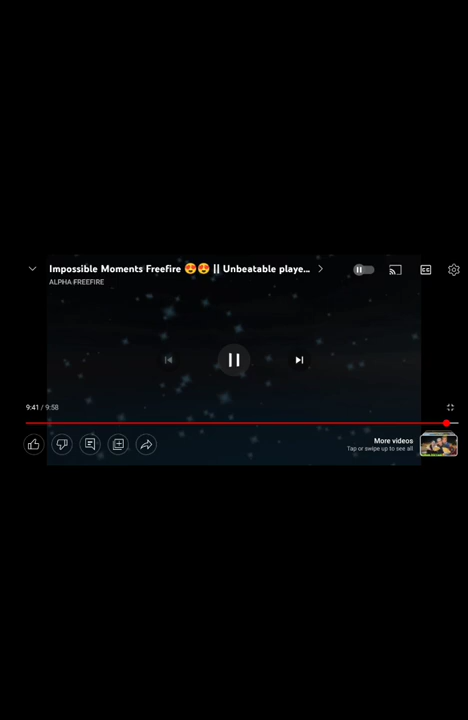 Impossible Moments Freefire 😍😍 || Unbeatable playe...
ALPHA FREEFIRE
CC
9:41 / 9:58
More videos
Tap or swipe up to see all